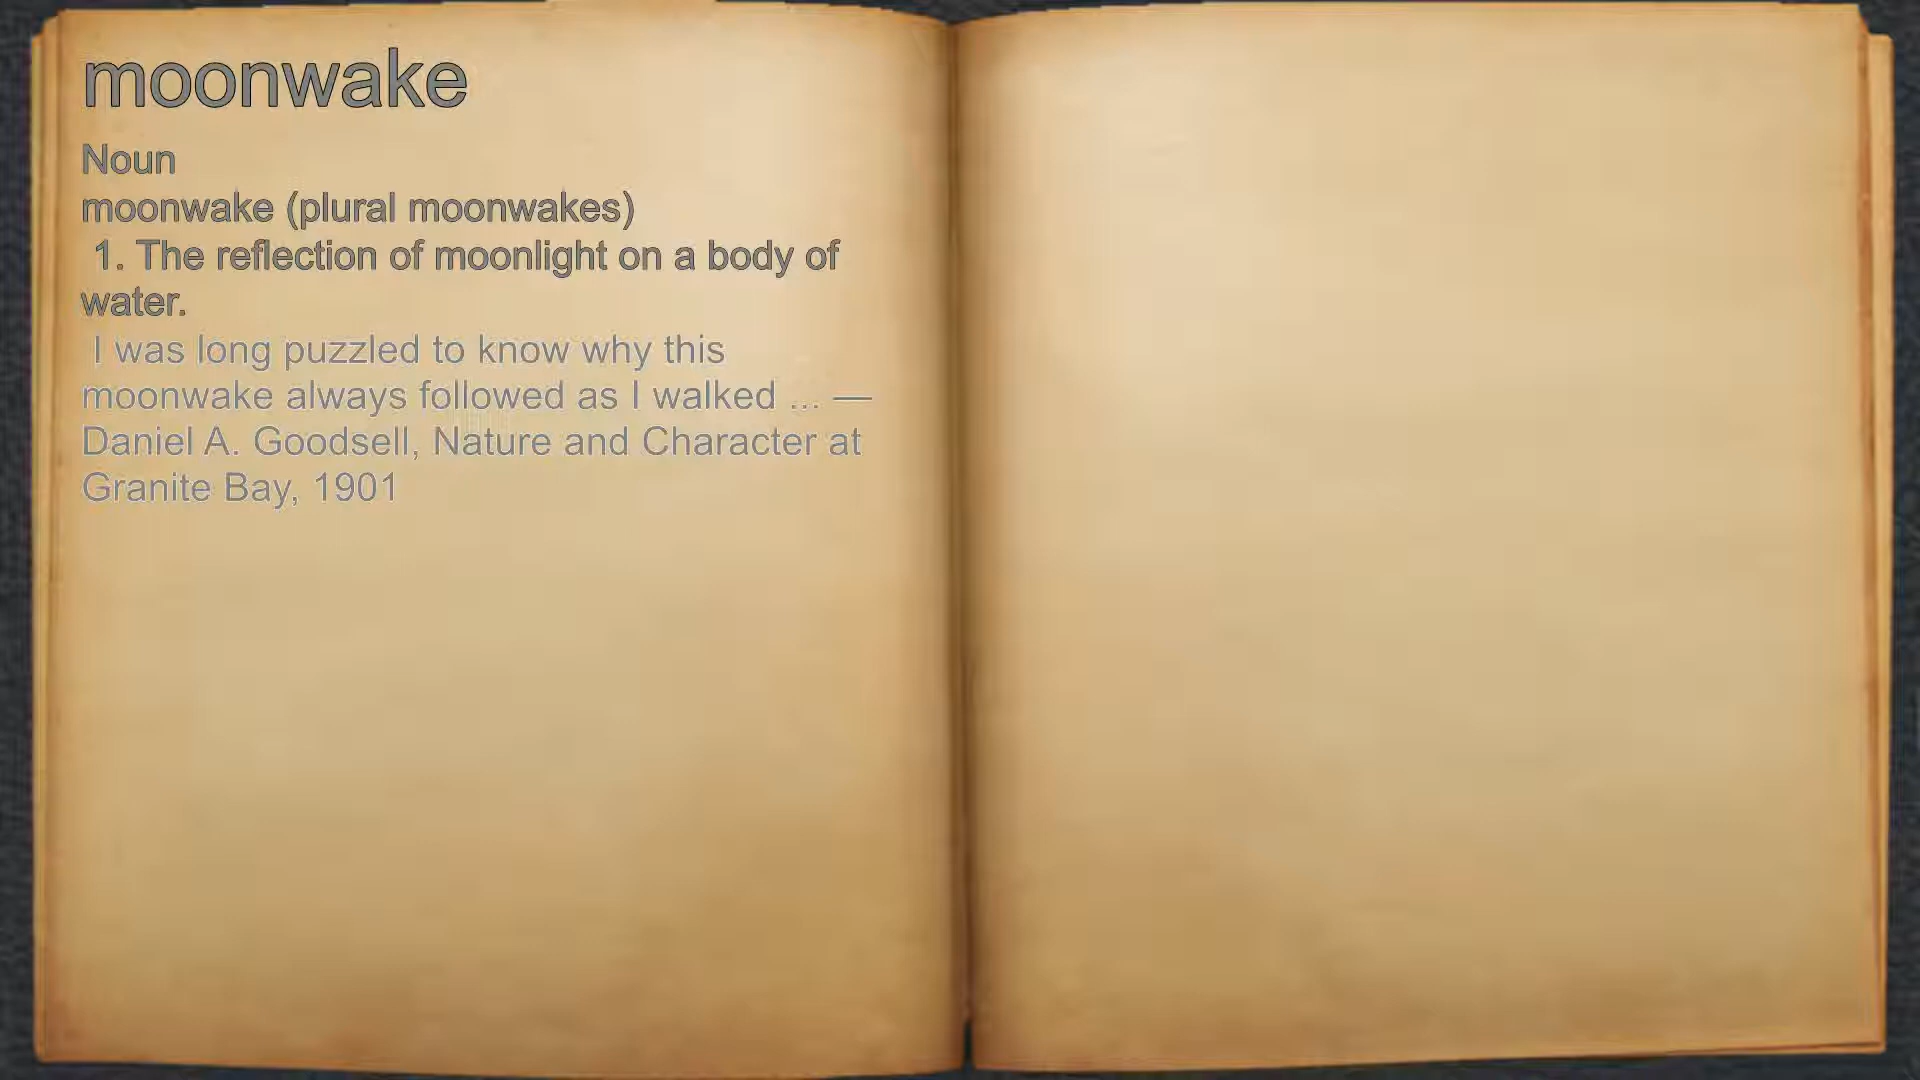 moonwake
Noun
moonwake (plural moonwakes)
1. The reflection of moonlight on a body of
water.
I was long puzzled to know why this
moonwake always followed as I walked ... —
Daniel A. Goodsell, Nature and Character at
Granite Bay, 1901